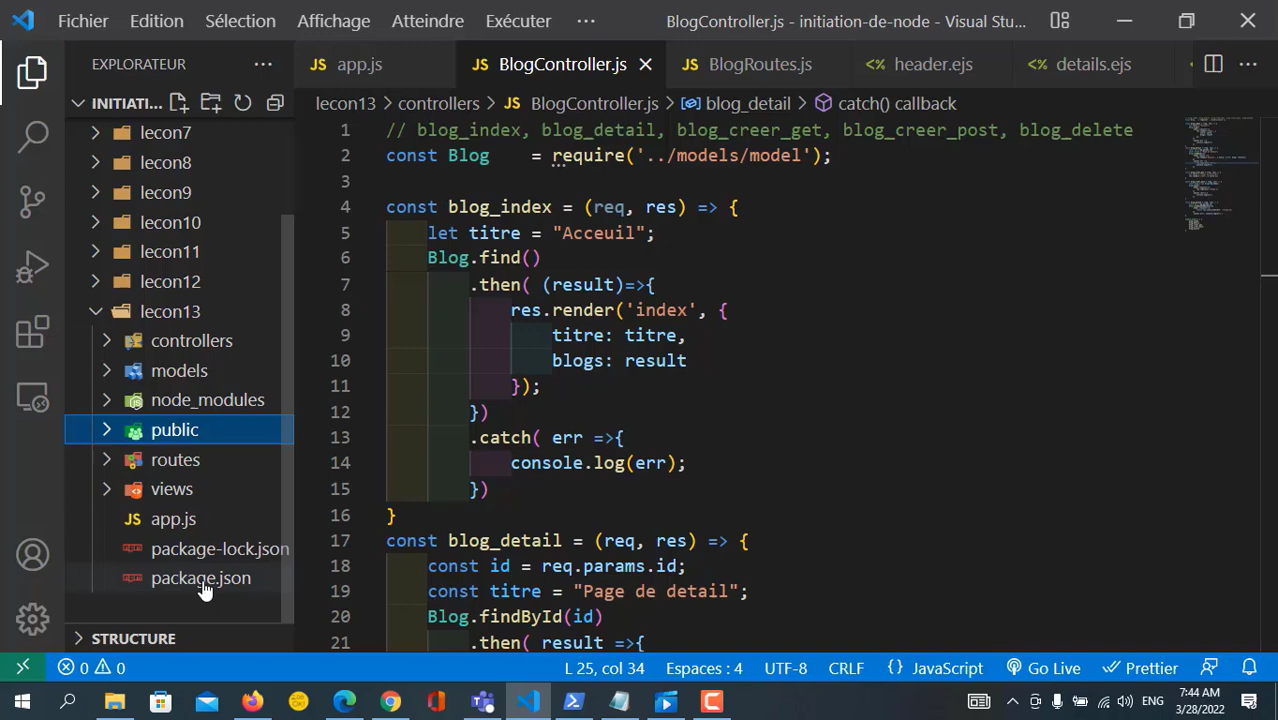 Fichier Edition Sélection Affichage Atteindre Exécuter ··· BlogController.js - initiation-de-node - Visual Stu...
EXPLORATEUR ···
app.js BlogController.js BlogRoutes.js <% header.ejs <% details.ejs ···
INITIATI...
lecon7
lecon8
lecon9
lecon10
lecon11
lecon12
lecon13
controllers
models
node_modules
public
routes
views
JS app.js
package-lock.json
package.json
STRUCTURE
lecon13 > controllers > JS BlogController.js > blog_detail > catch() callback
1 // blog_index, blog_detail, blog_creer_get, blog_creer_post, blog_delete
2 const Blog = require('../models/model');
3
4 const blog_index = (req, res) => {
5 let titre = "Acceuil";
6 Blog.find()
7 .then( (result)=>{
8 res.render('index', {
9 titre: titre,
10 blogs: result
11 });
12 })
13 .catch( err =>{
14 console.log(err);
15 })
16 }
17 const blog_detail = (req, res) => {
18 const id = req.params.id;
19 const titre = "Page de detail";
20 Blog.findById(id)
21 .then( result =>{
0 0 L 25, col 34 Espaces : 4 UTF-8 CRLF {} JavaScript Go Live Prettier
ENG 7:44 AM
3/28/2022